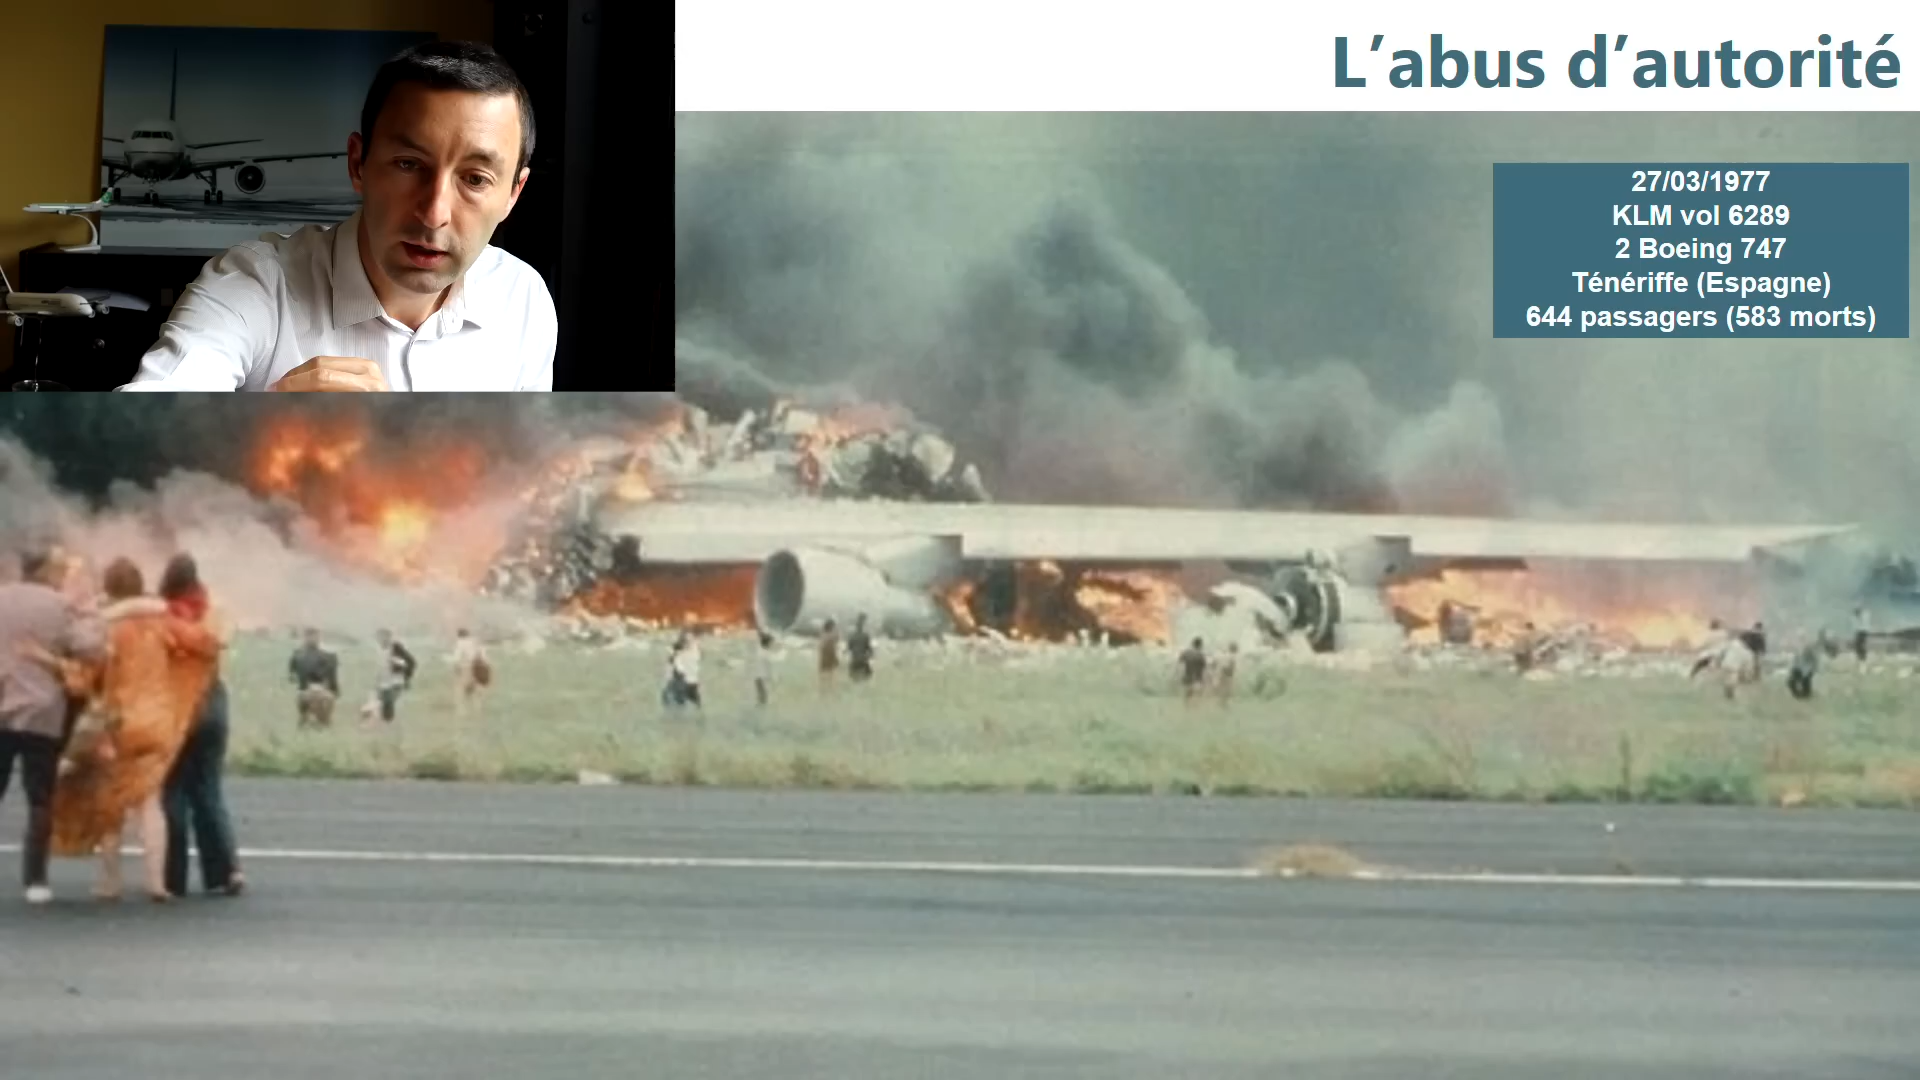 L’abus d’autorité
27/03/1977
KLM vol 6289
2 Boeing 747
Ténériffe (Espagne)
644 passagers (583 morts)